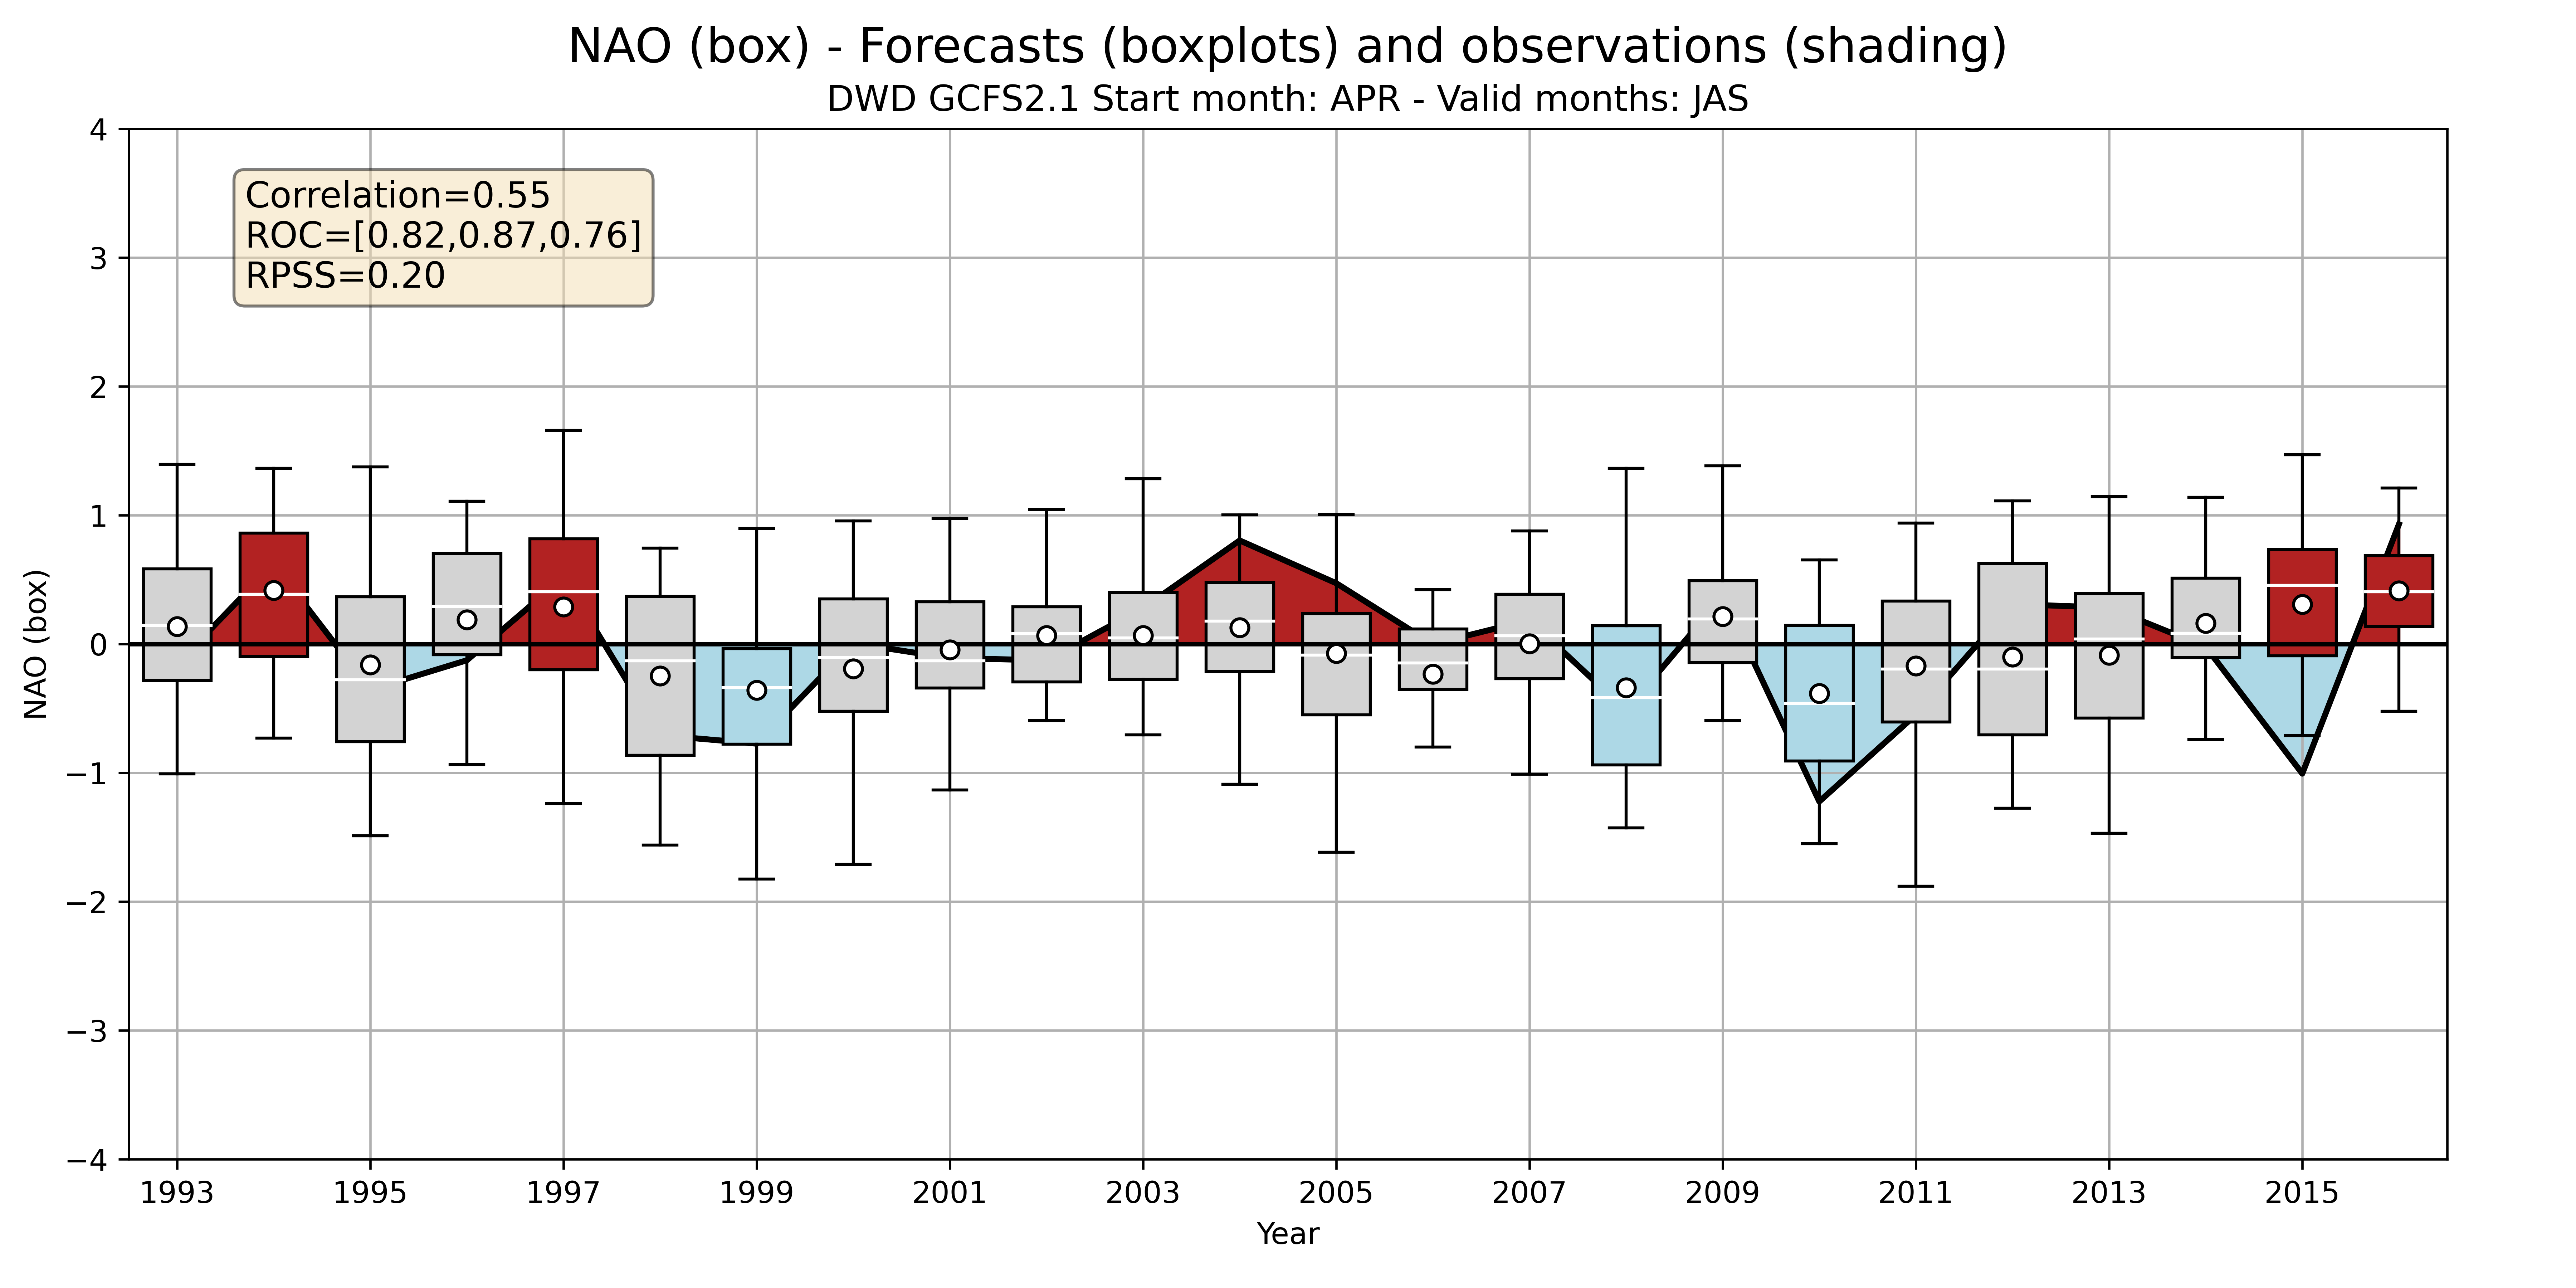 NAO (box) - Forecasts (boxplots) and observations (shading)
DWD GCFS2.1 Start month: APR - Valid months: JAS
Correlation=0.55
ROC=[0.82,0.87,0.76]
RPSS=0.20
NAO (box)
4
3
2
1
0
−1
−2
−3
−4
1993 1995 1997 1999 2001 2003 2005 2007 2009 2011 2013 2015
Year